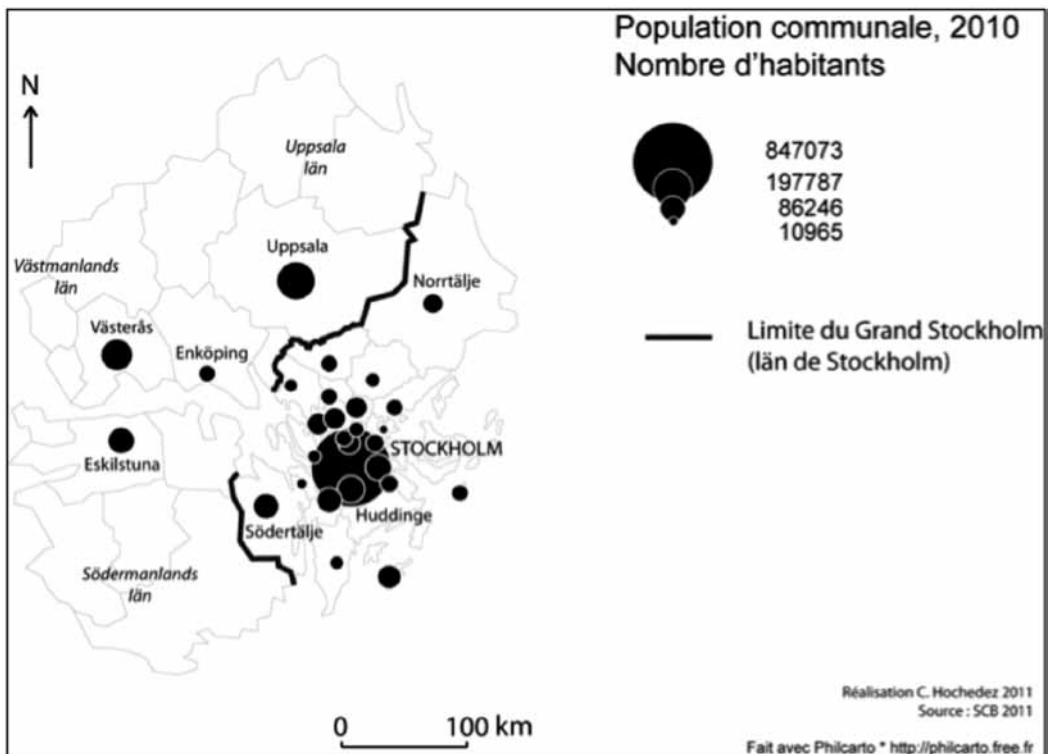 Population communale, 2010
Nombre d'habitants
847073
197787
86246
10965
Limite du Grand Stockholm
(län de Stockholm)
N
Uppsala
län
Uppsala
Västmanlands
län
Norrtälje
Västerås
Enköping
STOCKHOLM
Eskilstuna
Huddinge
Södertälje
Södermanlands
län
0 100 km
Réalisation C. Hochedez 2011
Source : SCB 2011
Fait avec Philcarto * http://philcarto.free.fr